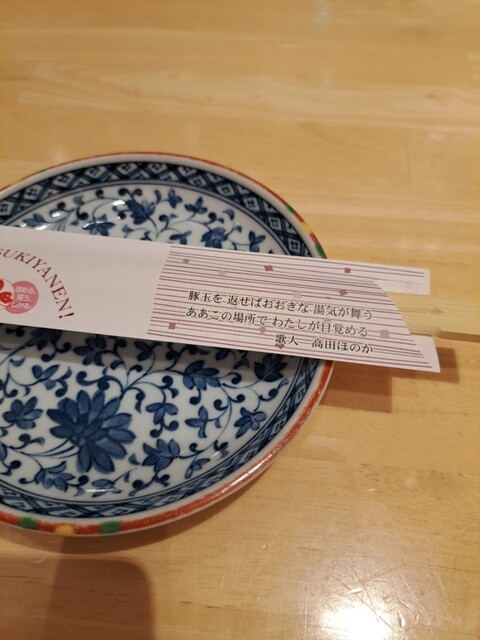 SUKIYANEN!
豚玉を 返せばおおきな 湯気が舞う
ああこの場所で わたしが目覚める
歌人　高田ほのか